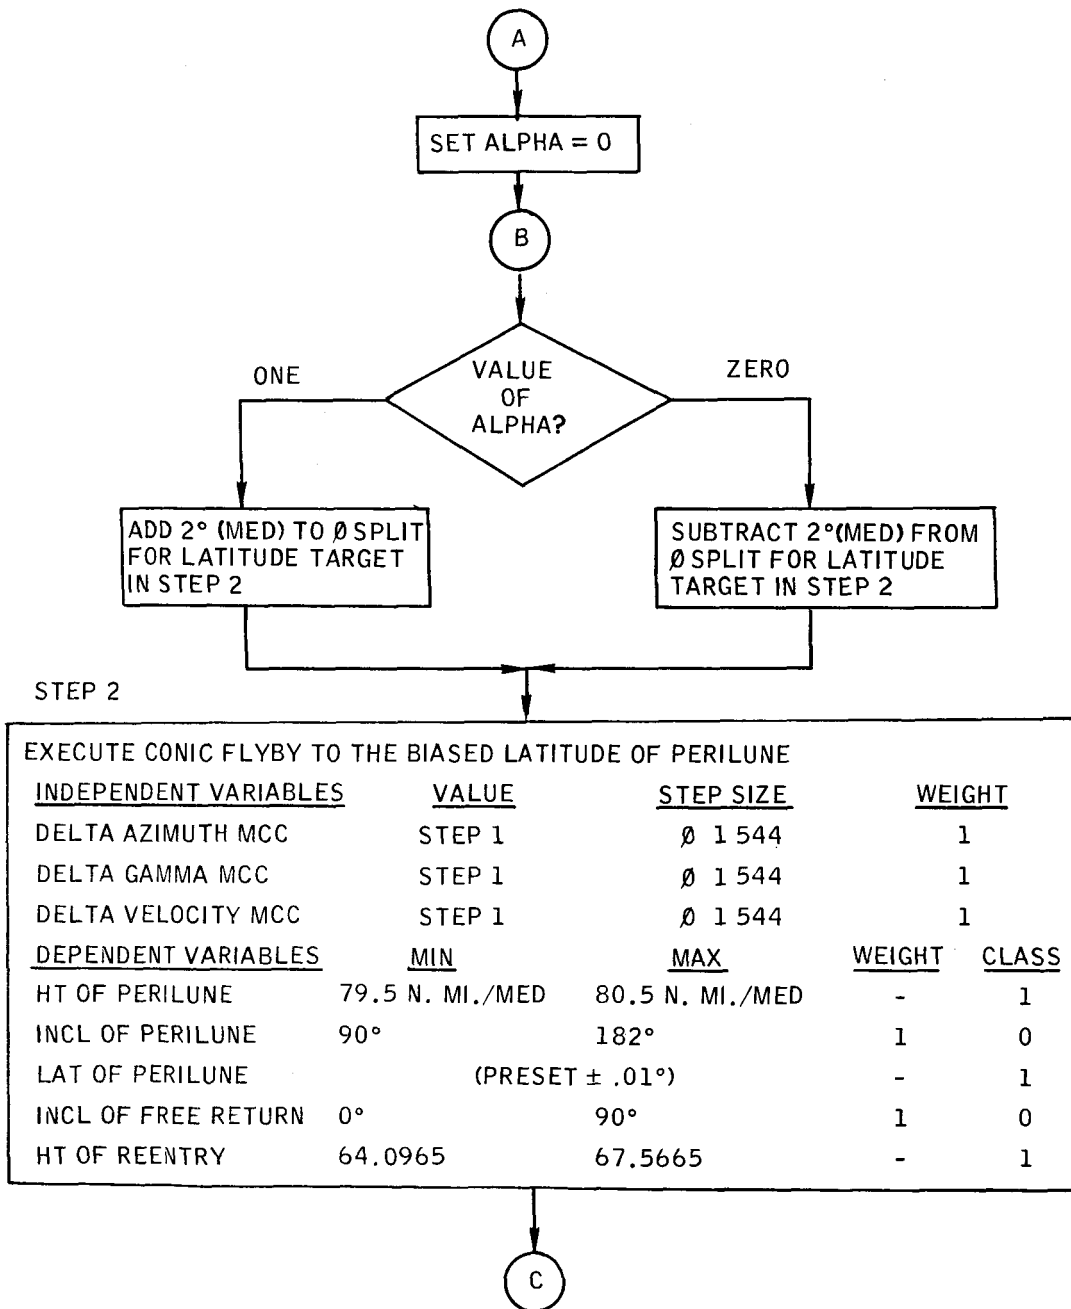 A
SET ALPHA = 0
B
VALUE
OF
ALPHA?
ONE
ZERO
ADD 2° (MED) TO Ø SPLIT
FOR LATITUDE TARGET
IN STEP 2
SUBTRACT 2°(MED) FROM
Ø SPLIT FOR LATITUDE
TARGET IN STEP 2
STEP 2
EXECUTE CONIC FLYBY TO THE BIASED LATITUDE OF PERILUNE
INDEPENDENT VARIABLES VALUE STEP SIZE WEIGHT
DELTA AZIMUTH MCC STEP 1 Ø 1 544 1
DELTA GAMMA MCC STEP 1 Ø 1 544 1
DELTA VELOCITY MCC STEP 1 Ø 1 544 1
DEPENDENT VARIABLES MIN MAX WEIGHT CLASS
HT OF PERILUNE 79.5 N. MI./MED 80.5 N. MI./MED - 1
INCL OF PERILUNE 90° 182° 1 0
LAT OF PERILUNE (PRESET ± .01°) - 1
INCL OF FREE RETURN 0° 90° 1 0
HT OF REENTRY 64.0965 67.5665 - 1
C